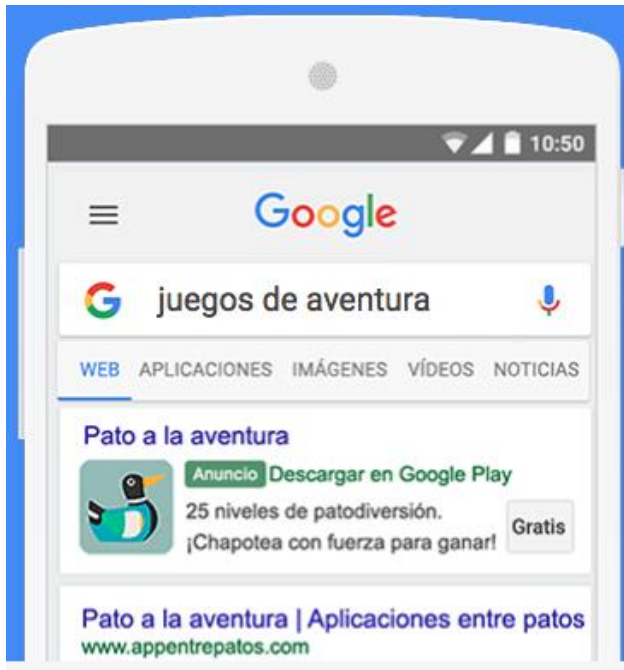 10:50
Google
juegos de aventura
WEB APLICACIONES IMÁGENES VÍDEOS NOTICIAS
Pato a la aventura
Anuncio Descargar en Google Play
25 niveles de patodiversión.
¡Chapotea con fuerza para ganar!
Gratis
Pato a la aventura | Aplicaciones entre patos
www.appentrepatos.com